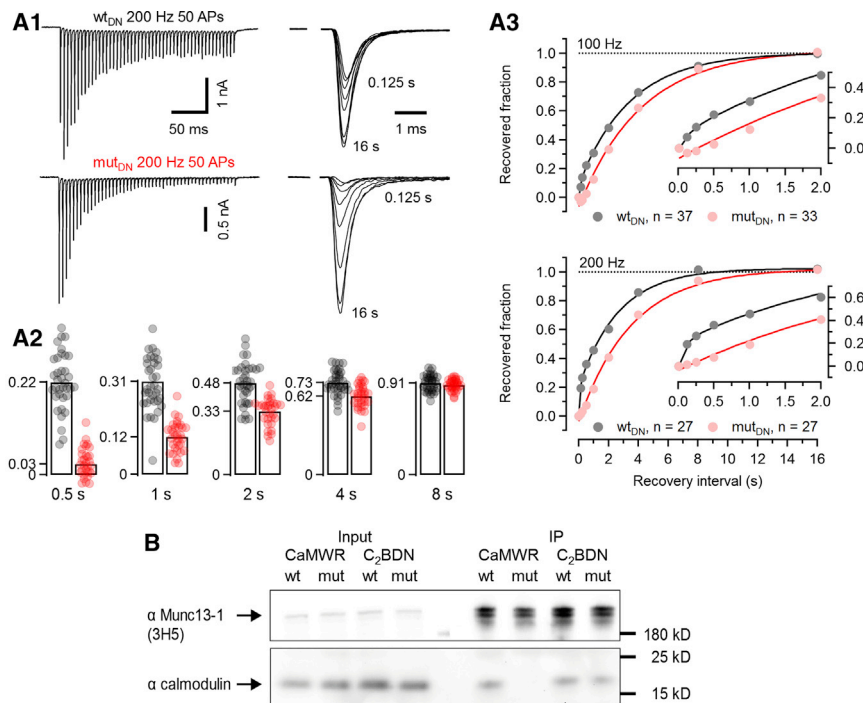 A1
wtDN 200 Hz 50 APs
1 nA
50 ms
0.125 s
16 s
1 ms
mutDN 200 Hz 50 APs
0.5 nA
0.125 s
16 s
A2
0.22
0.03
0
0.5 s
0.31
0.12
0
1 s
0.48
0.33
0
2 s
0.73
0.62
0
4 s
0.91
0
8 s
A3
100 Hz
Recovered fraction
1.0
0.8
0.6
0.4
0.2
0.0
0.4
0.2
0.0
0.0 0.5 1.0 1.5 2.0
wtDN, n = 37 mutDN, n = 33
200 Hz
Recovered fraction
1.0
0.8
0.6
0.4
0.2
0.0
0.6
0.4
0.2
0.0
0.0 0.5 1.0 1.5 2.0
wtDN, n = 27 mutDN, n = 27
0 2 4 6 8 10 12 14 16
Recovery interval (s)
B
Input IP
CaMWR C2BDN CaMWR C2BDN
wt mut wt mut wt mut wt mut
α Munc13-1
(3H5)
180 kD
25 kD
α calmodulin
15 kD